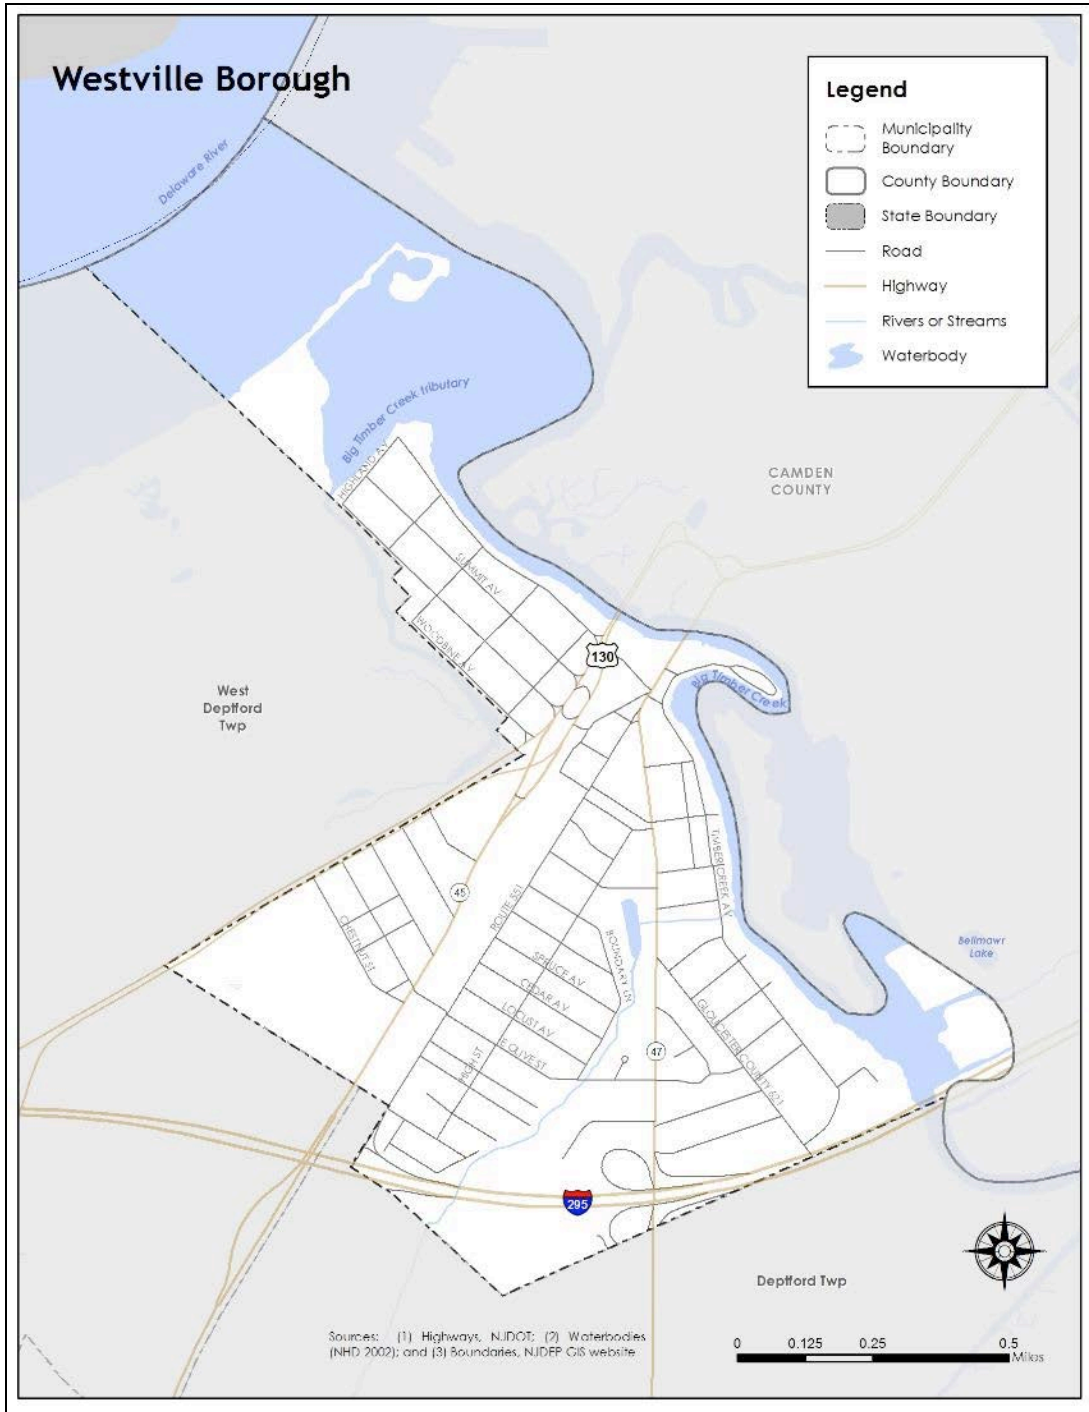 Westville Borough
Legend
Municipality
Boundary
County Boundary
State Boundary
Road
Highway
Rivers or Streams
Waterbody
Delaware River
Big Timber Creek tributary
HIGHLAND AV
CAMDEN
COUNTY
SUMMIT AV
WOODBINE AV
130
West
Deptford
Twp
Big Timber Creek
TIMBER CREEK AV
45
ROUTE 551
CHESTNUT ST
BOUNDARY LN
Bellmawr
Lake
SPRUCE AV
CEDAR AV
LOCUST AV
E OLIVE ST
HIGH ST
GLOUCESTER COUNTY 621
47
295
Deptford Twp
Sources: (1) Highways, NJDOT; (2) Waterbodies
(NHD 2002); and (3) Boundaries, NJDEP GIS website
0 0.125 0.25 0.5
Miles